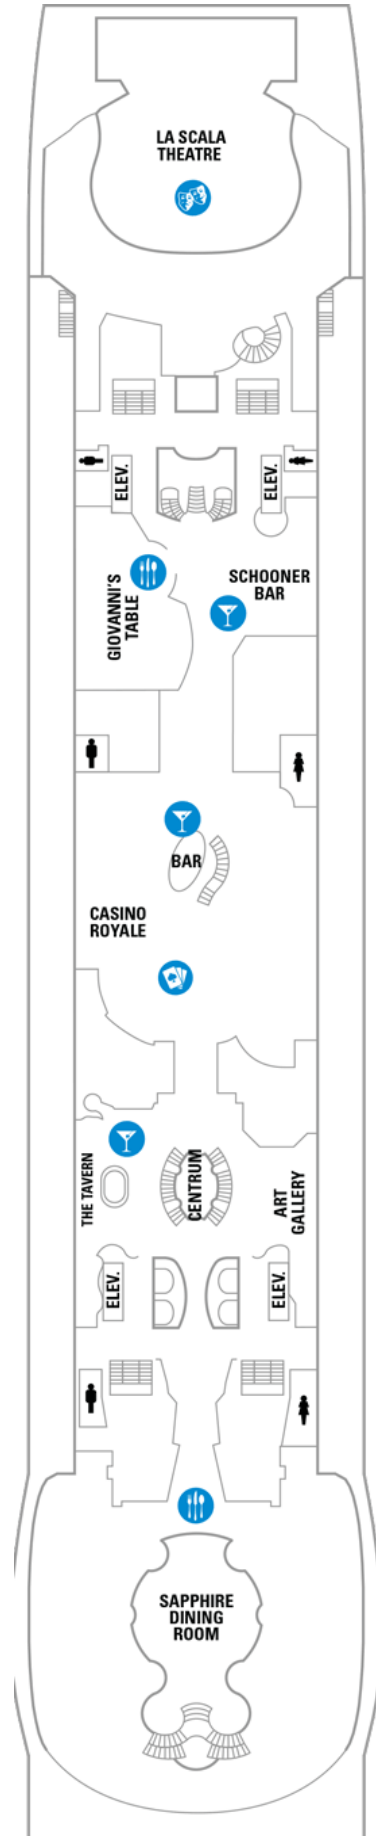 LA SCALA
THEATRE
ELEV.
ELEV.
GIOVANNI'S
TABLE
SCHOONER
BAR
BAR
CASINO
ROYALE
THE TAVERN
CENTRUM
ART
GALLERY
ELEV.
ELEV.
SAPPHIRE
DINING
ROOM